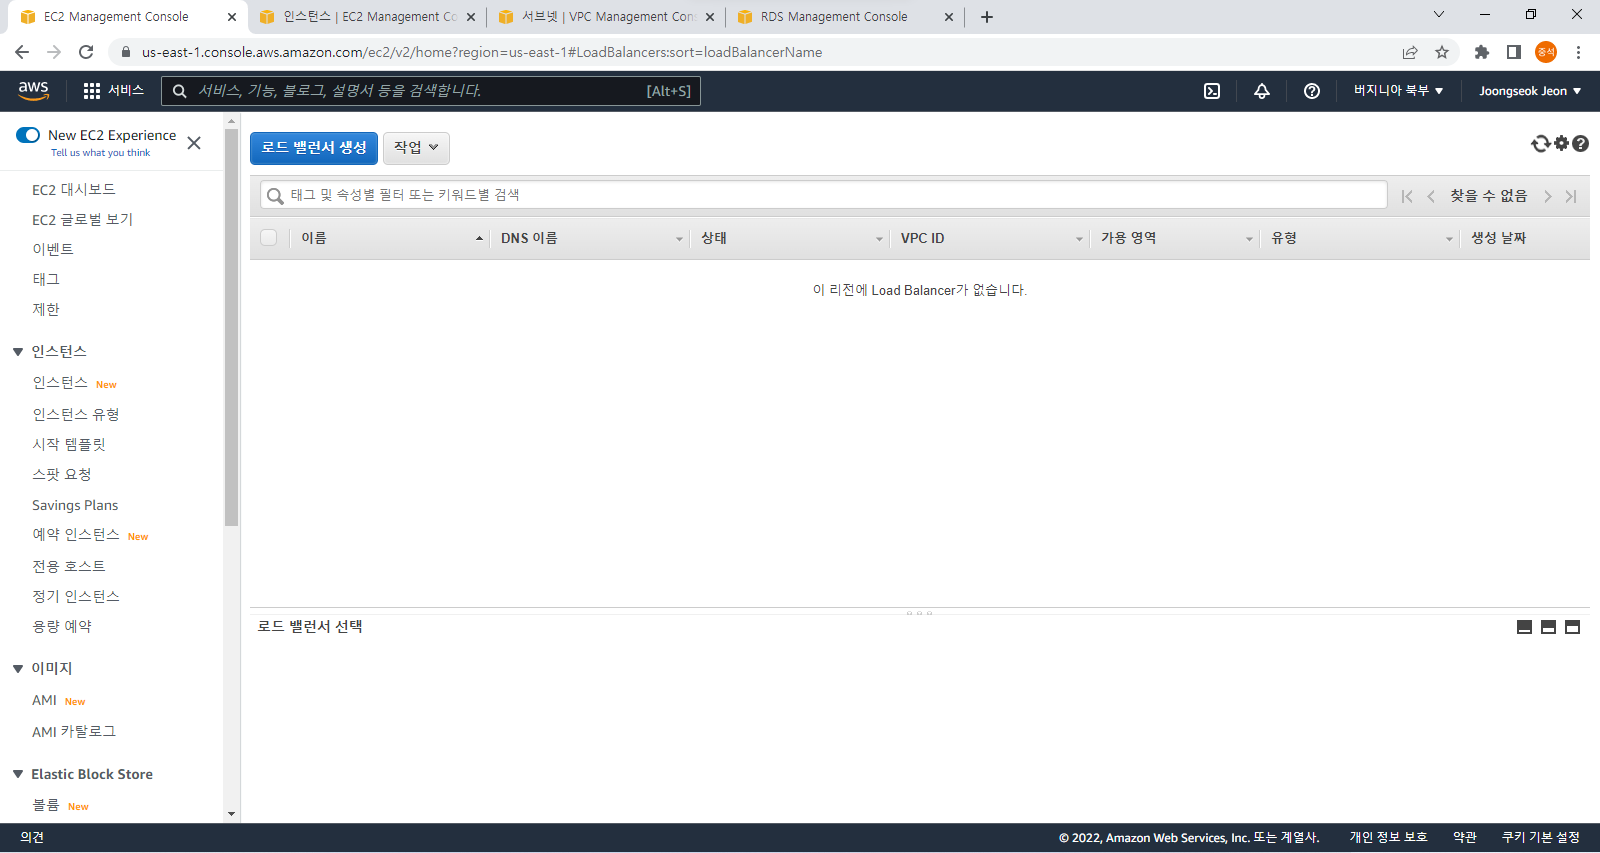 EC2 Management Console
인스턴스 | EC2 Management Co
서브넷 | VPC Management Con
RDS Management Console
us-east-1.console.aws.amazon.com/ec2/v2/home?region=us-east-1#LoadBalancers:sort=loadBalancerName
중석
aws
서비스
서비스, 기능, 블로그, 설명서 등을 검색합니다.
[Alt+S]
버지니아 북부
Joongseok Jeon
New EC2 Experience
Tell us what you think
EC2 대시보드
EC2 글로벌 보기
이벤트
태그
제한
인스턴스
인스턴스 New
인스턴스 유형
시작 템플릿
스팟 요청
Savings Plans
예약 인스턴스 New
전용 호스트
정기 인스턴스
용량 예약
이미지
AMI New
AMI 카탈로그
Elastic Block Store
볼륨 New
로드 밸런서 생성
작업
태그 및 속성별 필터 또는 키워드별 검색
찾을 수 없음
이름
DNS 이름
상태
VPC ID
가용 영역
유형
생성 날짜
이 리전에 Load Balancer가 없습니다.
로드 밸런서 선택
의견
© 2022, Amazon Web Services, Inc. 또는 계열사.
개인 정보 보호
약관
쿠키 기본 설정